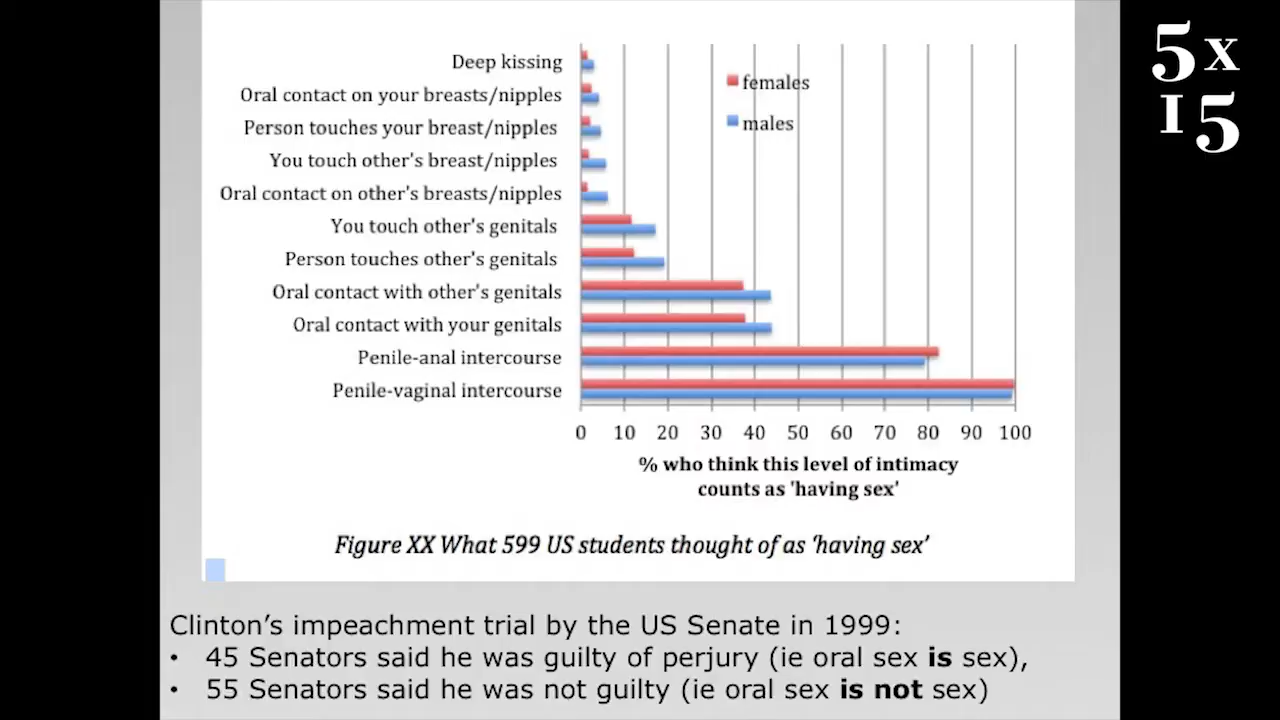 5x
15
Deep kissing
Oral contact on your breasts/nipples
Person touches your breast/nipples
You touch other's breast/nipples
Oral contact on other's breasts/nipples
You touch other's genitals
Person touches other's genitals
Oral contact with other's genitals
Oral contact with your genitals
Penile-anal intercourse
Penile-vaginal intercourse
females
males
0 10 20 30 40 50 60 70 80 90 100
% who think this level of intimacy
counts as 'having sex'
Figure XX What 599 US students thought of as 'having sex'
Clinton's impeachment trial by the US Senate in 1999:
• 45 Senators said he was guilty of perjury (ie oral sex is sex),
• 55 Senators said he was not guilty (ie oral sex is not sex)